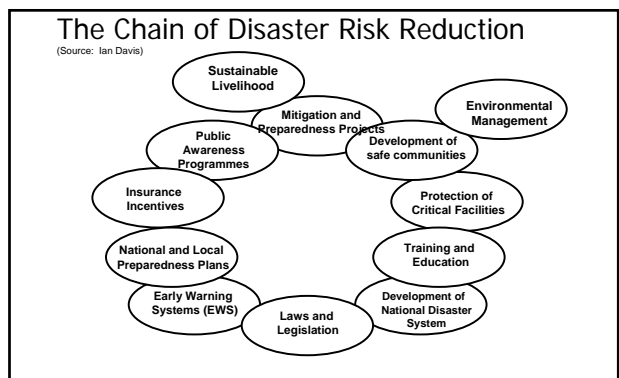 The Chain of Disaster Risk Reduction
(Source: Ian Davis)
Sustainable
Livelihood
Mitigation and
Preparedness Projects
Environmental
Management
Public
Awareness
Programmes
Development of
safe communities
Insurance
Incentives
Protection of
Critical Facilities
National and Local
Preparedness Plans
Training and
Education
Early Warning
Systems (EWS)
Laws and
Legislation
Development of
National Disaster
System